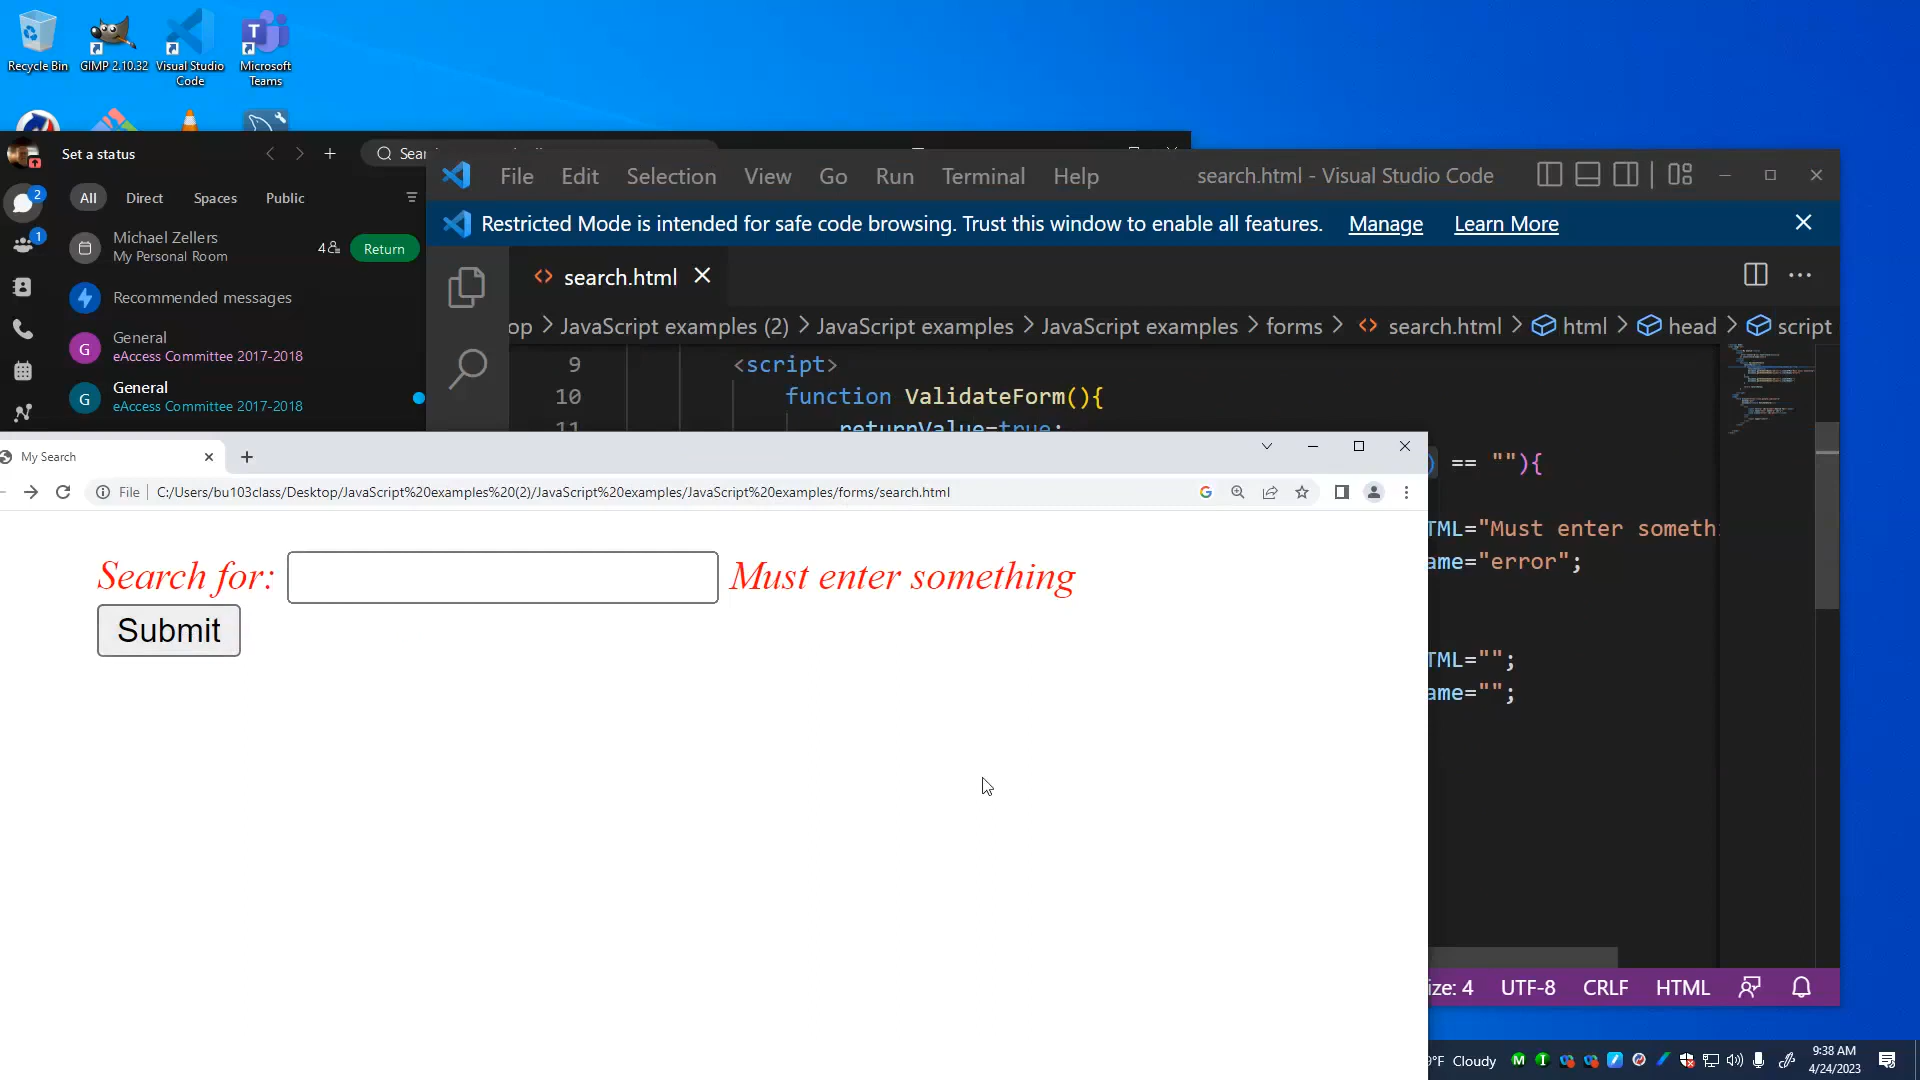 Recycle Bin
GIMP 2.10.32
Visual Studio
Code
Microsoft
Teams
Set a status
All Direct Spaces Public
Michael Zellers
My Personal Room
4
Return
Recommended messages
General
eAccess Committee 2017-2018
General
eAccess Committee 2017-2018
G
G
2
1
File Edit Selection View Go Run Terminal Help
search.html - Visual Studio Code
Restricted Mode is intended for safe code browsing. Trust this window to enable all features. Manage Learn More
search.html
op > JavaScript examples (2) > JavaScript examples > JavaScript examples > forms > search.html > html > head > script
9 <script>
10 function ValidateForm(){
11 returnValue=true;
) == ""){
TML="Must enter someth
ame="error";
TML="";
ame="";
ize: 4 UTF-8 CRLF HTML
My Search
File C:/Users/bu103class/Desktop/JavaScript%20examples%20(2)/JavaScript%20examples/JavaScript%20examples/forms/search.html
Search for: Must enter something
Submit
°F Cloudy
9:38 AM
4/24/2023